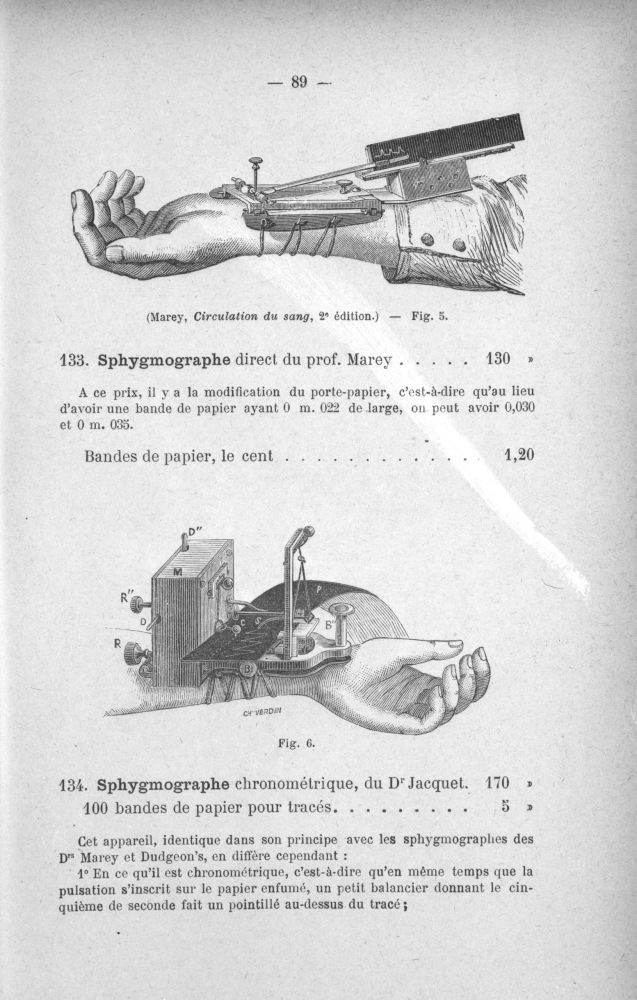 — 89 —
(Marey, Circulation du sang, 2e édition.) — Fig. 5.
133. Sphygmographe direct du prof. Marey . . . . . 130 »
A ce prix, il y a la modification du porte-papier, c'est-à-dire qu'au lieu
d'avoir une bande de papier ayant 0 m. 022 de large, on peut avoir 0,030
et 0 m. 035.
Bandes de papier, le cent . . . . . . . . . . . . . 1,20
D"
M
R"
D
R
C
S
P
B"
B'
CH VERDIN
Fig. 6.
134. Sphygmographe chronométrique, du Dr Jacquet. 170 »
100 bandes de papier pour tracés. . . . . . . . . 5 »
Cet appareil, identique dans son principe avec les sphygmographes des
Drs Marey et Dudgeon's, en diffère cependant :
1° En ce qu'il est chronométrique, c'est-à-dire qu'en même temps que la
pulsation s'inscrit sur le papier enfumé, un petit balancier donnant le cin-
quième de seconde fait un pointillé au-dessus du tracé ;